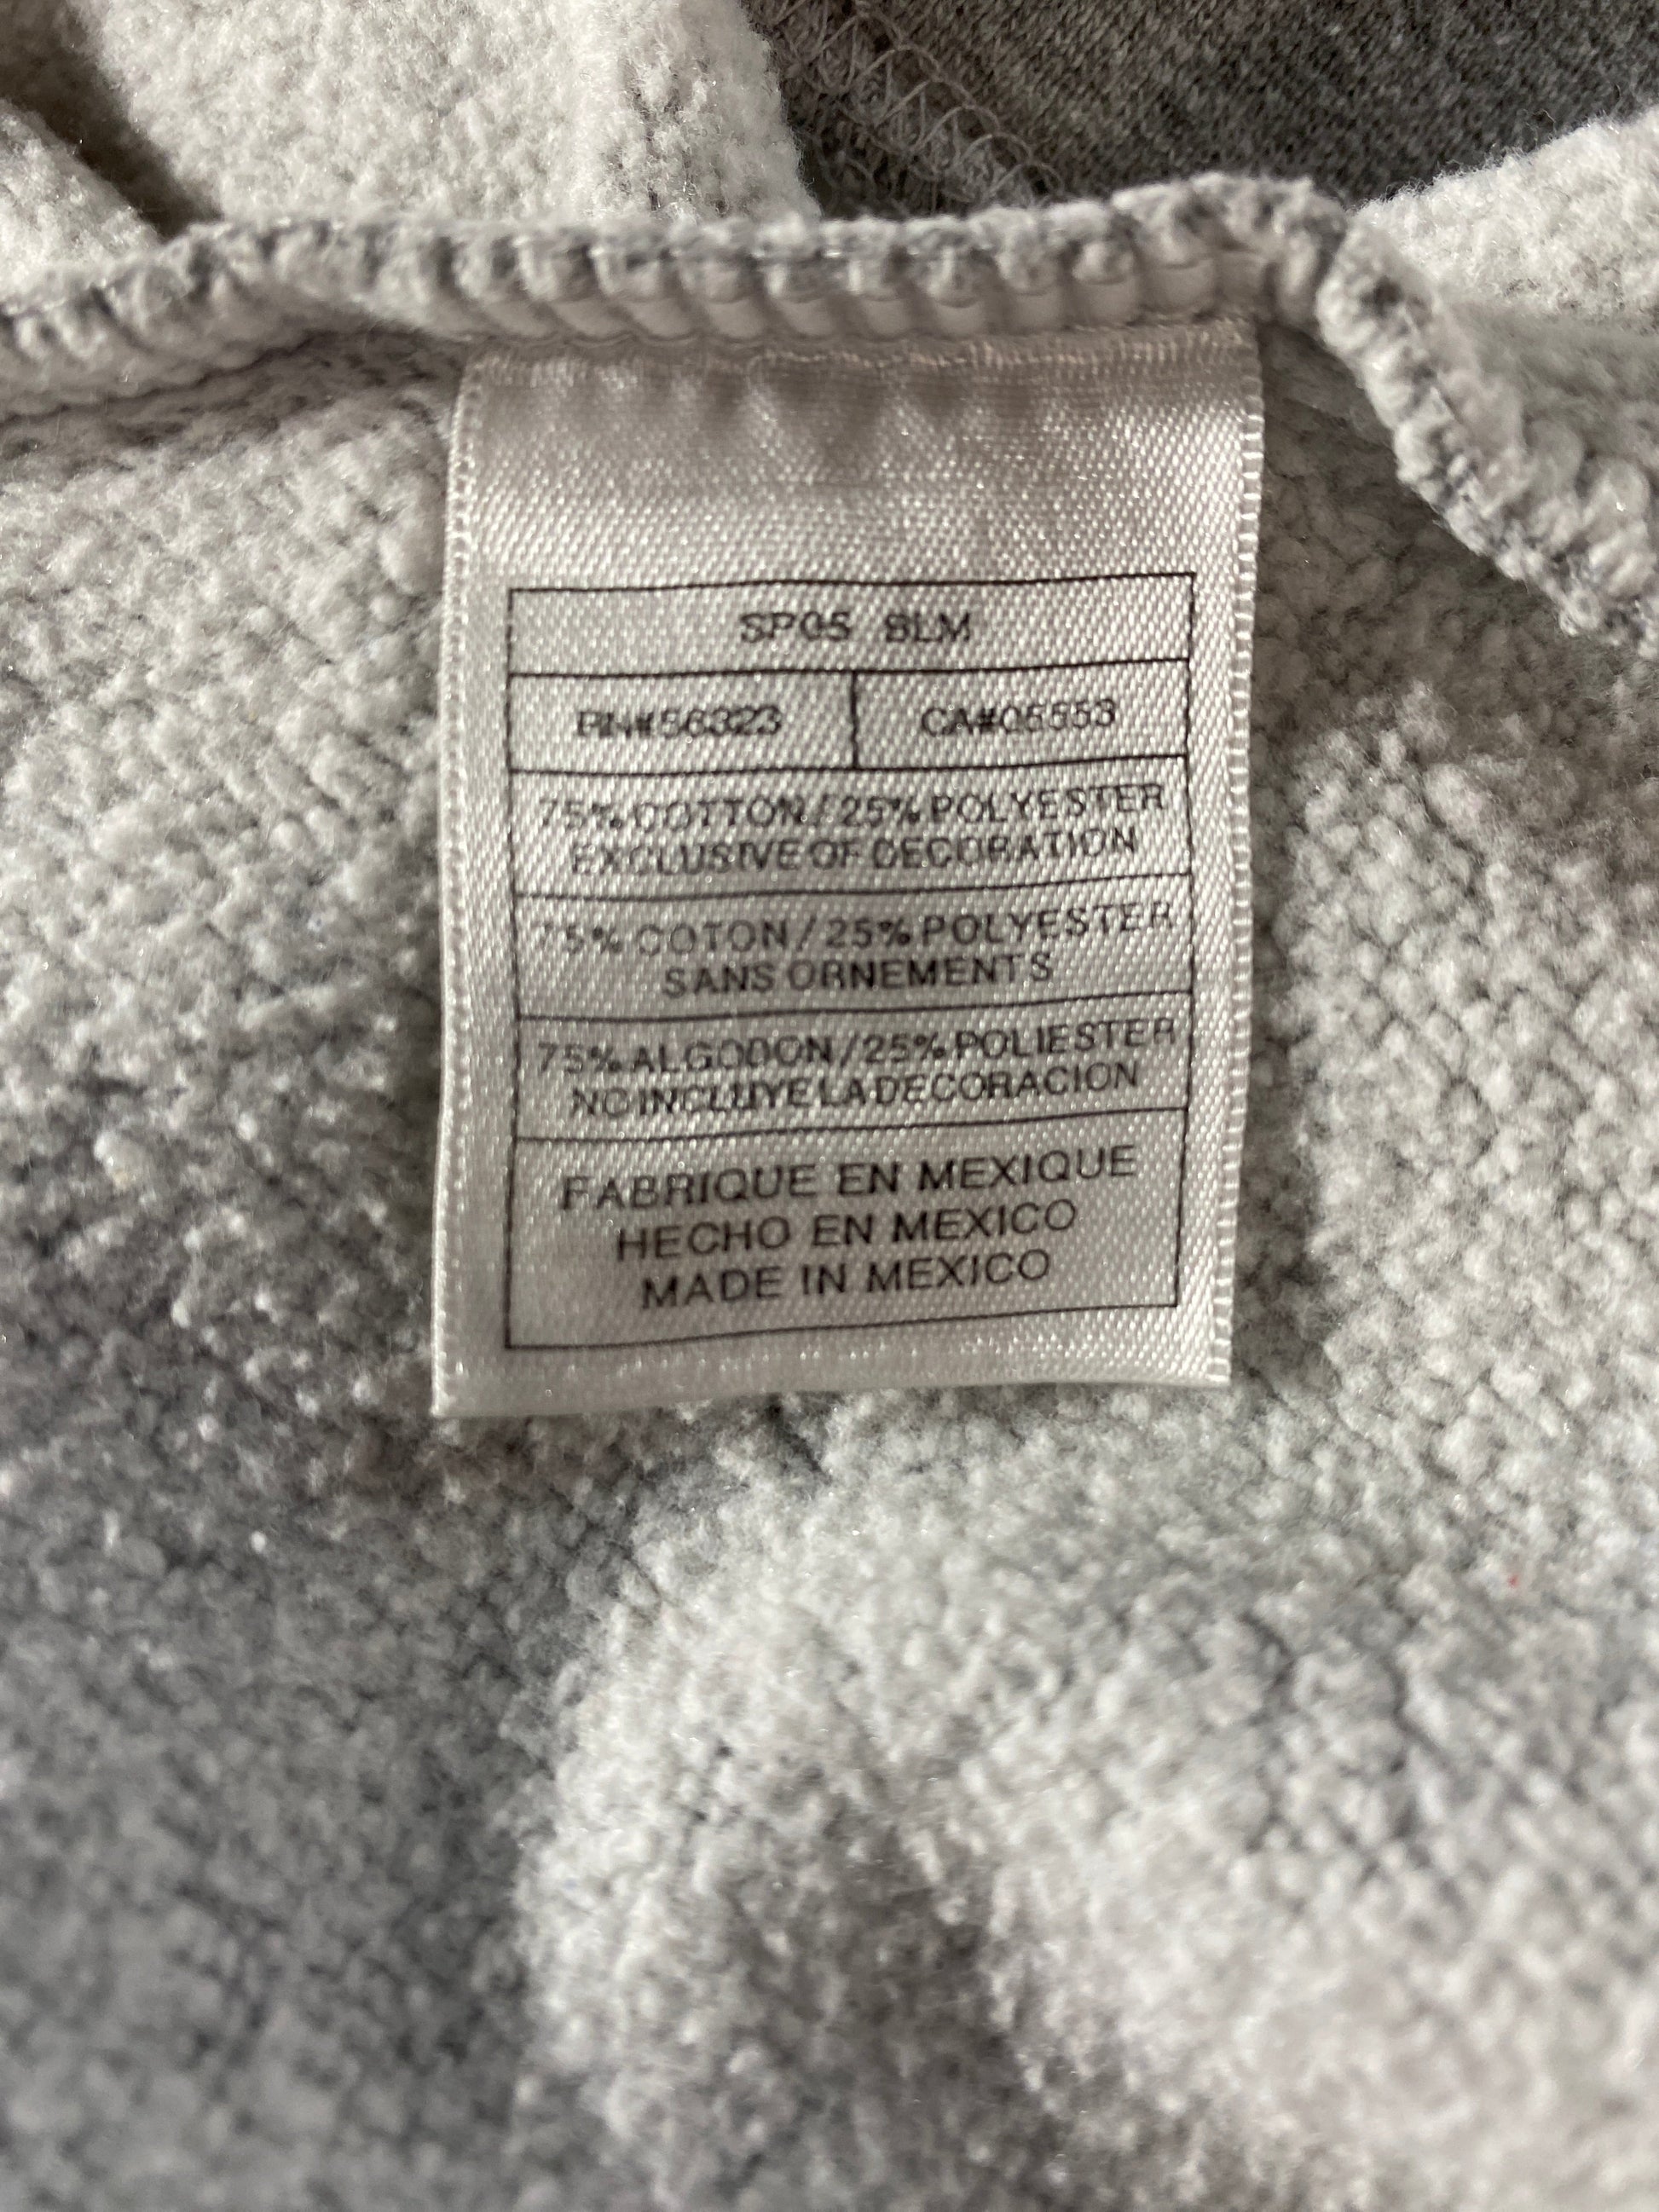 SP05 BLM
RN#56323 CA#05553
75% COTTON/25% POLYESTER
EXCLUSIVE OF DECORATION
75% COTON/25% POLYESTER
SANS ORNEMENTS
75% ALGODON/25% POLIESTER
NO INCLUYE LA DECORACION
FABRIQUE EN MEXIQUE
HECHO EN MEXICO
MADE IN MEXICO